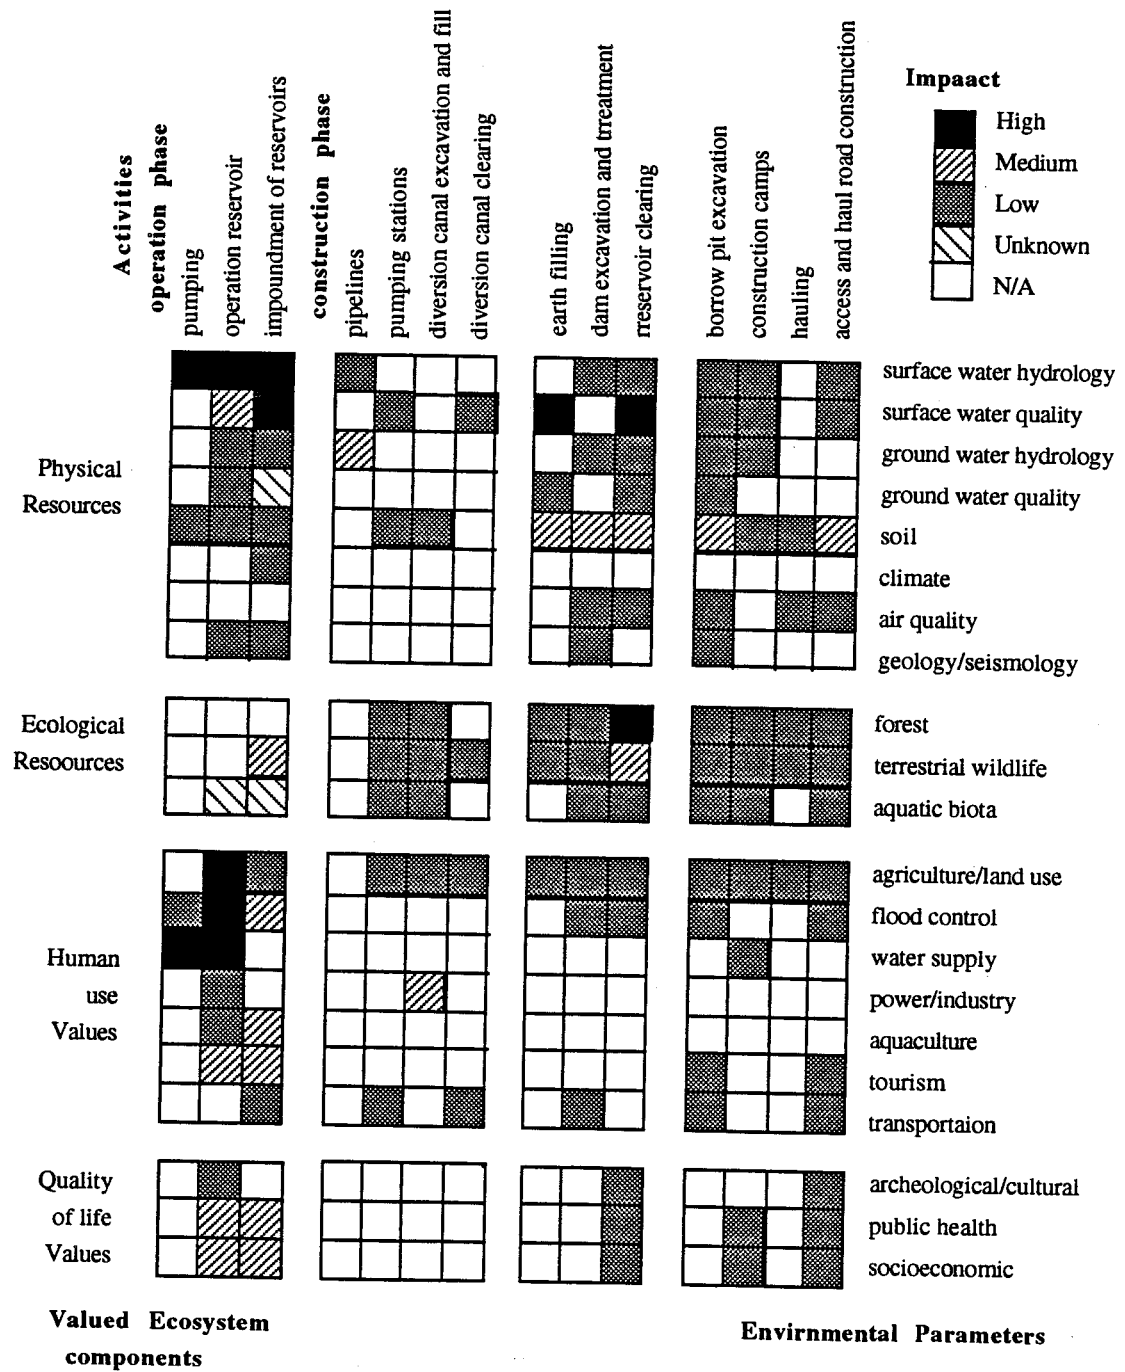 Activities
operation phase
pumping
operation reservoir
impoundment of reservoirs
construction phase
pipelines
pumping stations
diversion canal excavation and fill
diversion canal clearing
earth filling
dam excavation and trreatment
rreservoir clearing
borrow pit excavation
construction camps
hauling
access and haul road construction
Impaact
High
Medium
Low
Unknown
N/A
Physical
Resources
surface water hydrology
surface water quality
ground water hydrology
ground water quality
soil
climate
air quality
geology/seismology
Ecological
Resoources
forest
terrestrial wildlife
aquatic biota
Human
use
Values
agriculture/land use
flood control
water supply
power/industry
aquaculture
tourism
transportaion
Quality
of life
Values
archeological/cultural
public health
socioeconomic
Valued Ecosystem
components
Envirnmental Parameters